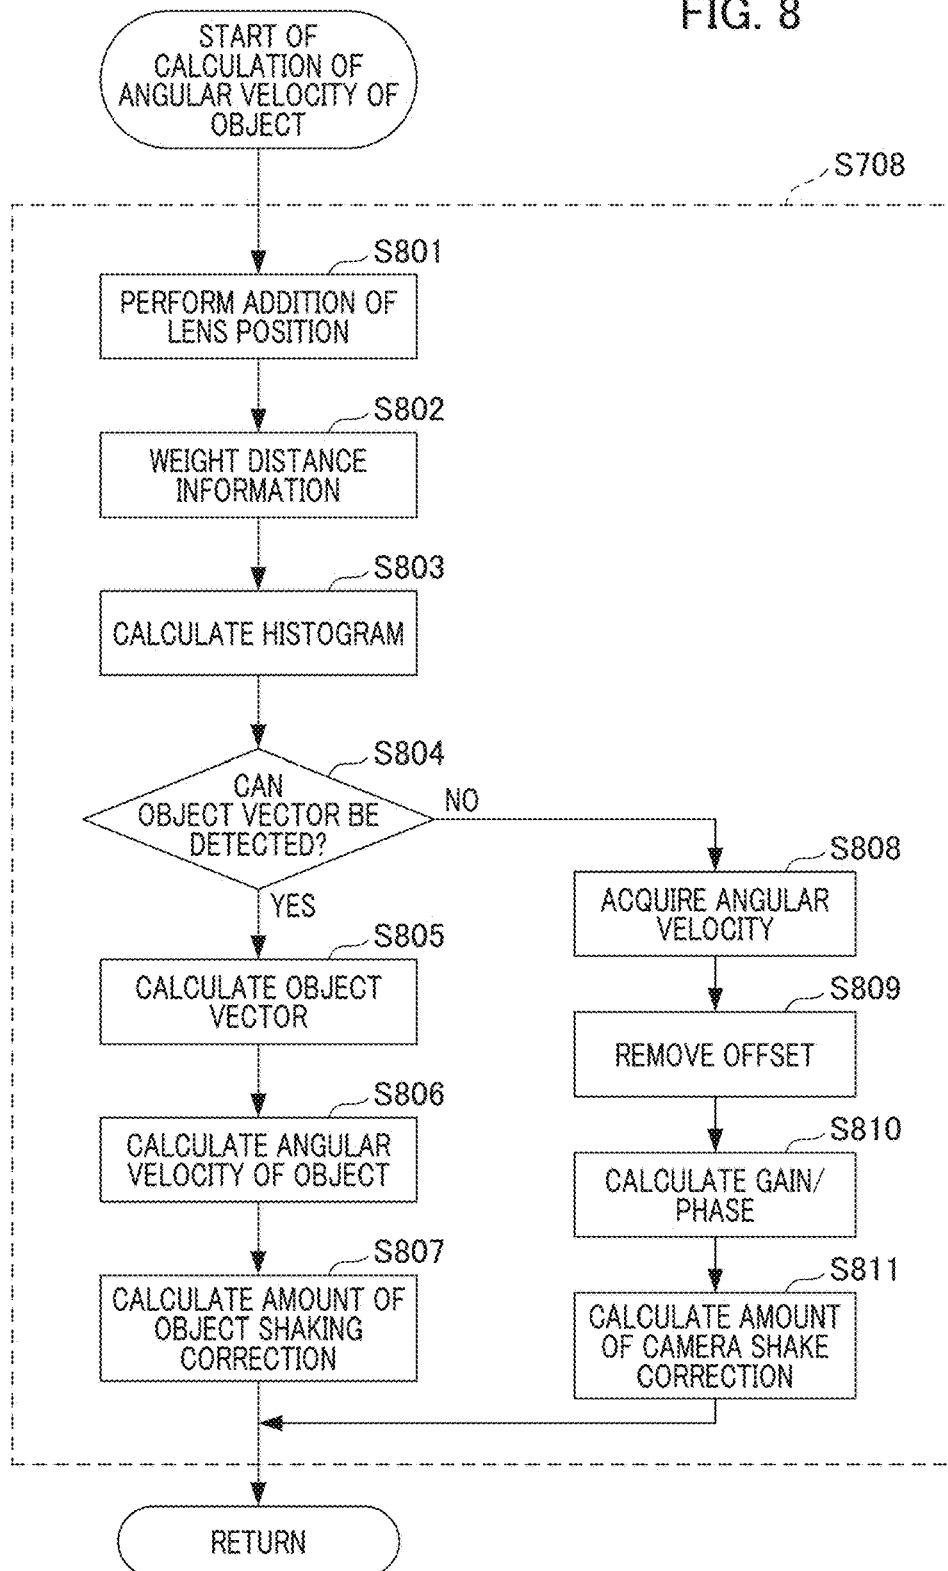 FIG. 8
START OF
CALCULATION OF
ANGULAR VELOCITY OF
OBJECT
S708
S801
PERFORM ADDITION OF
LENS POSITION
S802
WEIGHT DISTANCE
INFORMATION
S803
CALCULATE HISTOGRAM
S804
CAN
OBJECT VECTOR BE
DETECTED?
NO
YES
S805
CALCULATE OBJECT
VECTOR
S806
CALCULATE ANGULAR
VELOCITY OF OBJECT
S807
CALCULATE AMOUNT OF
OBJECT SHAKING
CORRECTION
S808
ACQUIRE ANGULAR
VELOCITY
S809
REMOVE OFFSET
S810
CALCULATE GAIN/
PHASE
S811
CALCULATE AMOUNT
OF CAMERA SHAKE
CORRECTION
RETURN